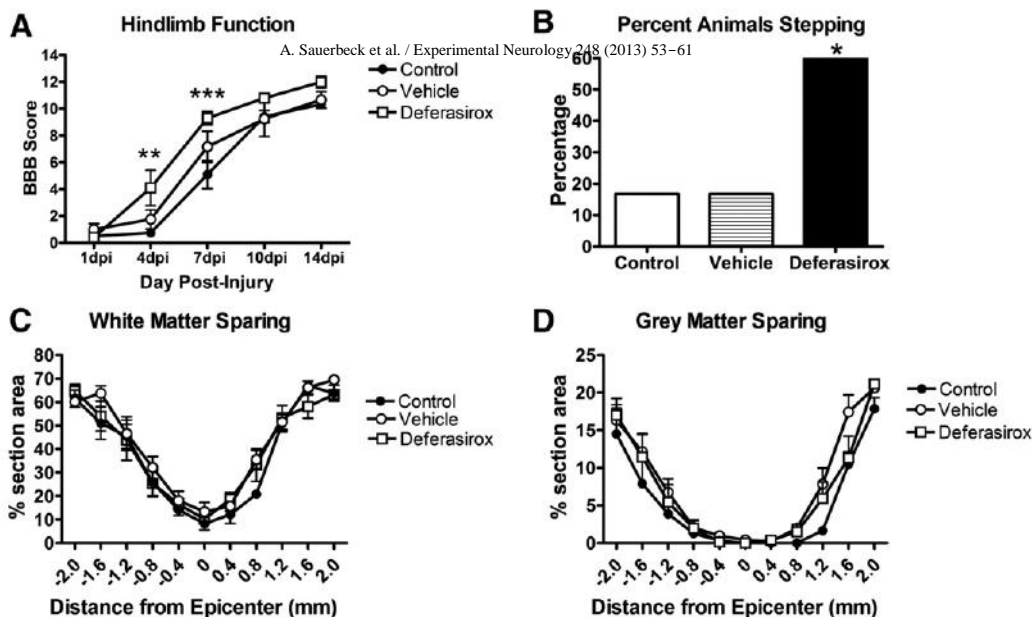 A. Sauerbeck et al. / Experimental Neurology 248 (2013) 53–61
A
Hindlimb Function
BBB Score
14
12
10
8
6
4
2
0
**
***
1dpi 4dpi 7dpi 10dpi 14dpi
Day Post-Injury
Control
Vehicle
Deferasirox
B
Percent Animals Stepping
Percentage
60
50
40
30
20
10
0
*
Control Vehicle Deferasirox
C
White Matter Sparing
% section area
80
70
60
50
40
30
20
10
0
-2.0 -1.6 -1.2 -0.8 -0.4 0 0.4 0.8 1.2 1.6 2.0
Distance from Epicenter (mm)
Control
Vehicle
Deferasirox
D
Grey Matter Sparing
% section area
25
20
15
10
5
0
-2.0 -1.6 -1.2 -0.8 -0.4 0 0.4 0.8 1.2 1.6 2.0
Distance from Epicenter (mm)
Control
Vehicle
Deferasirox